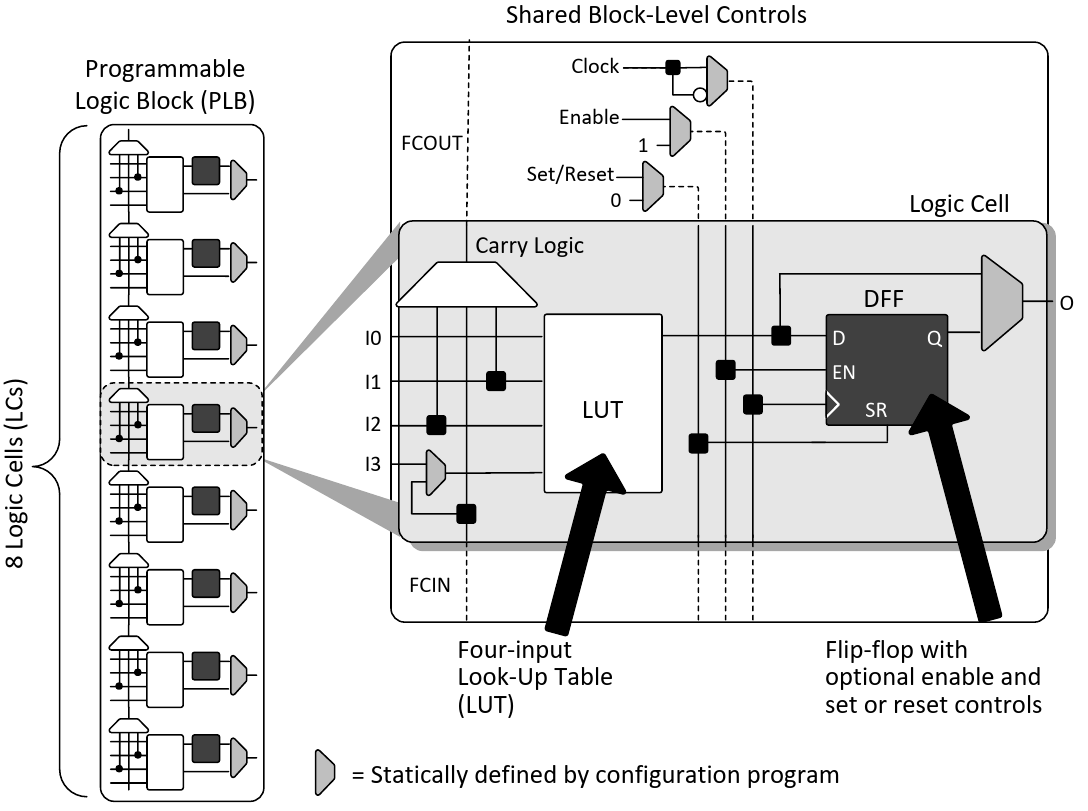 Shared Block-Level Controls
Programmable
Logic Block (PLB)
8 Logic Cells (LCs)
Clock
Enable
1
Set/Reset
0
FCOUT
Logic Cell
Carry Logic
I0
I1
I2
I3
LUT
DFF
D
Q
EN
SR
O
FCIN
Four-input
Look-Up Table
(LUT)
Flip-flop with
optional enable and
set or reset controls
= Statically defined by configuration program